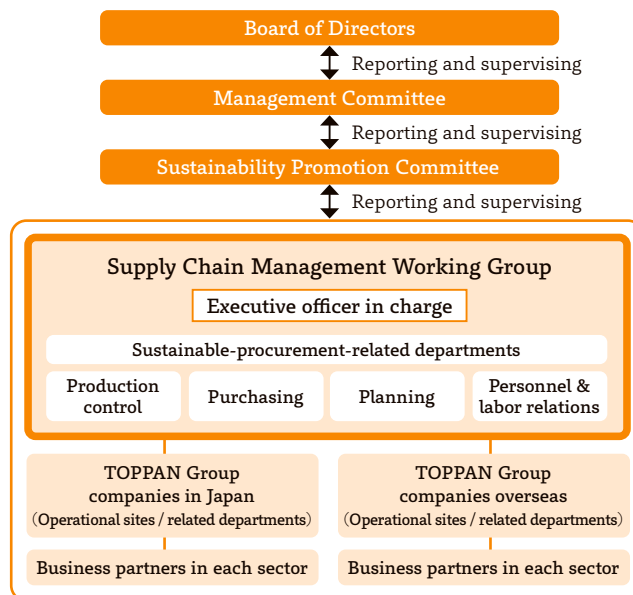 Board of Directors
Reporting and supervising
Management Committee
Reporting and supervising
Sustainability Promotion Committee
Reporting and supervising
Supply Chain Management Working Group
Executive officer in charge
Sustainable-procurement-related departments
Production
control
Purchasing
Planning
Personnel &
labor relations
TOPPAN Group
companies in Japan
(Operational sites / related departments)
TOPPAN Group
companies overseas
(Operational sites / related departments)
Business partners in each sector
Business partners in each sector